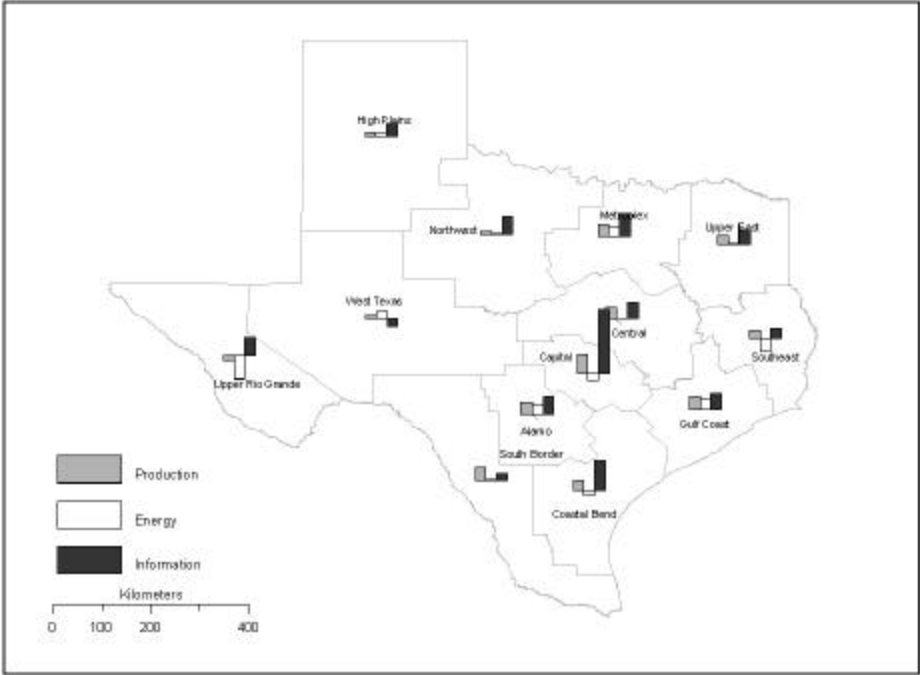 High Plains
Metroplex
Northwest
Upper East
West Texas
Central
Capital
Southeast
Upper Rio Grande
Gulf Coast
Alamo
South Border
Production
Coastal Bend
Energy
Information
Kilometers
0 100 200 400